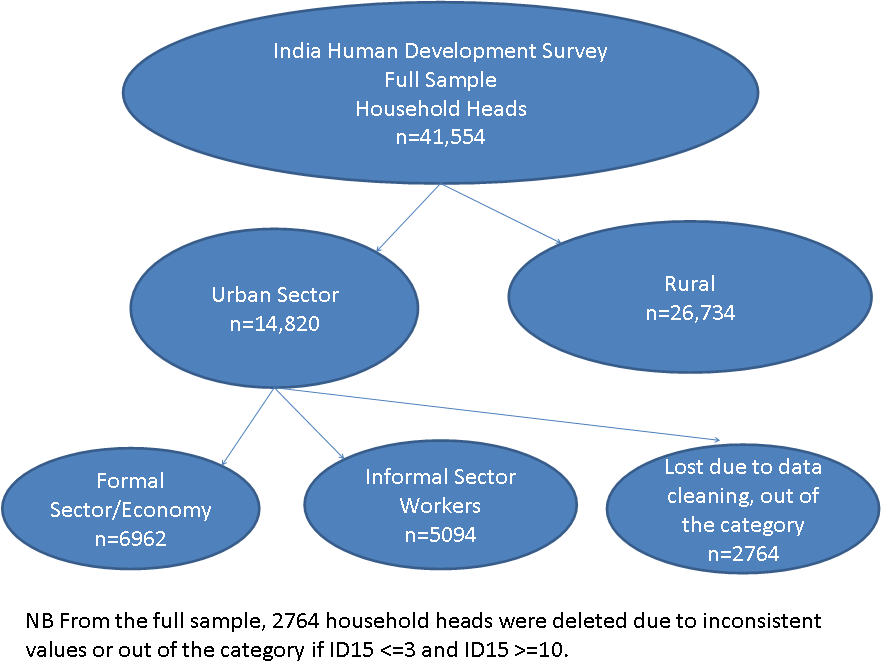 India Human Development Survey
Full Sample
Household Heads
n=41,554
Urban Sector
n=14,820
Rural
n=26,734
Formal
Sector/Economy
n=6962
Informal Sector
Workers
n=5094
Lost due to data
cleaning, out of
the category
n=2764
NB From the full sample, 2764 household heads were deleted due to inconsistent
values or out of the category if ID15 <=3 and ID15 >=10.